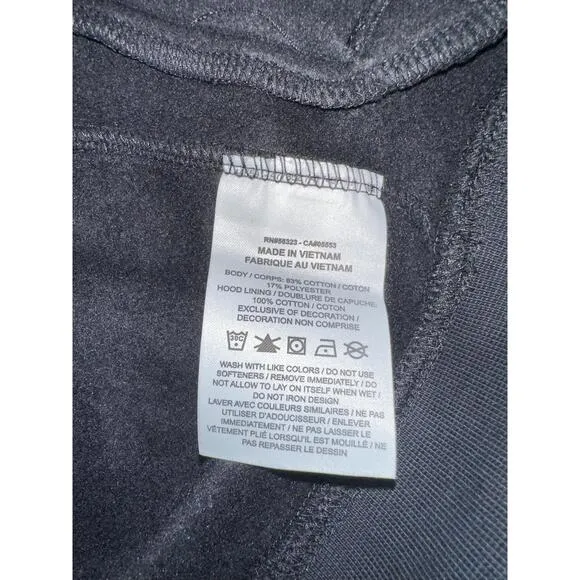 RN#56323 - CA#05553
MADE IN VIETNAM
FABRIQUE AU VIETNAM
BODY / CORPS: 83% COTTON / COTON
17% POLYESTER
HOOD LINING / DOUBLURE DE CAPUCHE:
100% COTTON / COTON
EXCLUSIVE OF DECORATION /
DECORATION NON COMPRISE
30C
WASH WITH LIKE COLORS / DO NOT USE
SOFTENERS / REMOVE IMMEDIATELY / DO
NOT ALLOW TO LAY ON ITSELF WHEN WET /
DO NOT IRON DESIGN
LAVER AVEC COULEURS SIMILAIRES / NE PAS
UTILISER D'ADOUCISSEUR / ENLEVER
IMMEDIATEMENT / NE PAS LAISSER LE
VÊTEMENT PLIÉ LORSQU'IL EST MOUILLÉ / NE
PAS REPASSER LE DESSIN